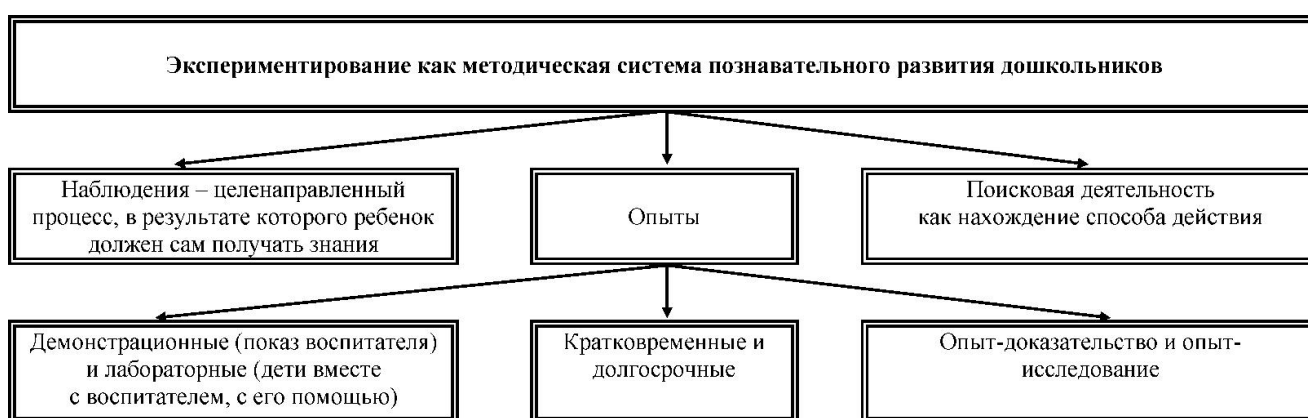 Экспериментирование как методическая система познавательного развития дошкольников
Наблюдения – целенаправленный
процесс, в результате которого ребенок
должен сам получать знания
Опыты
Поисковая деятельность
как нахождение способа действия
Демонстрационные (показ воспитателя)
и лабораторные (дети вместе
с воспитателем, с его помощью)
Кратковременные и
долгосрочные
Опыт-доказательство и опыт-
исследование